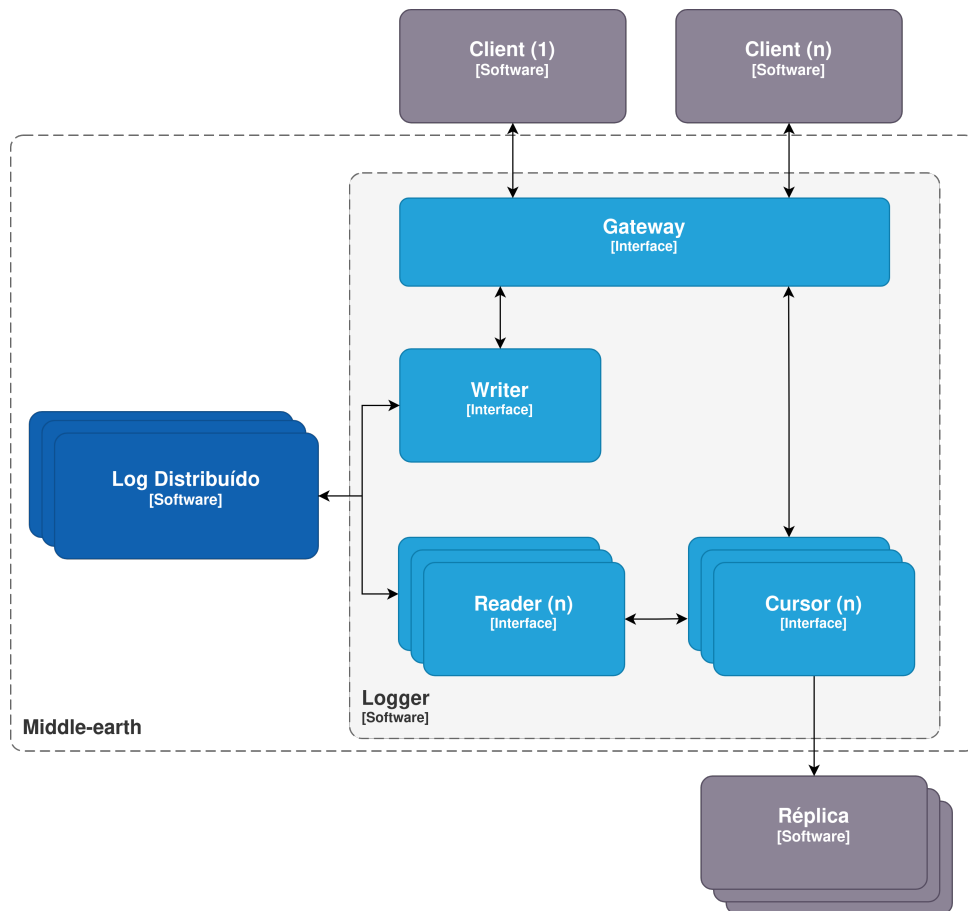 Client (1)
[Software]
Client (n)
[Software]
Gateway
[Interface]
Writer
[Interface]
Log Distribuído
[Software]
Reader (n)
[Interface]
Cursor (n)
[Interface]
Logger
[Software]
Middle-earth
Réplica
[Software]